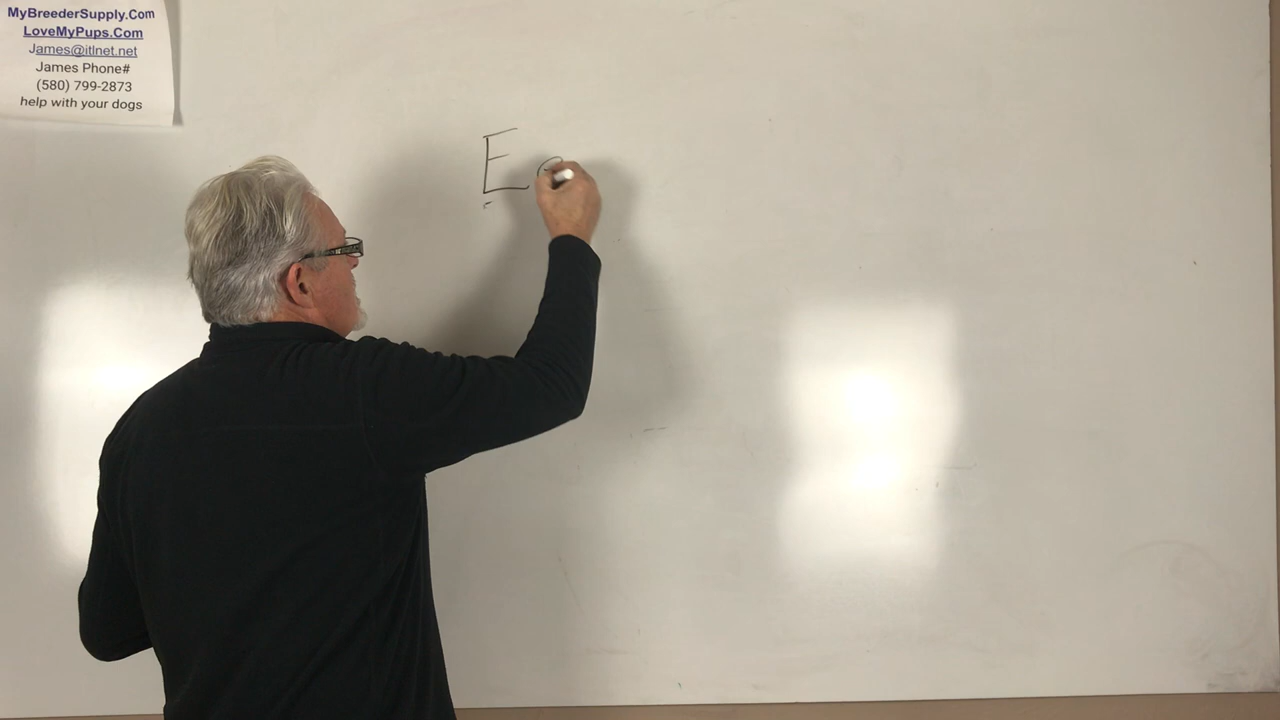 MyBreederSupply.Com
LoveMyPups.Com
James@itlnet.net
James Phone#
(580) 799-2873
help with your dogs
E